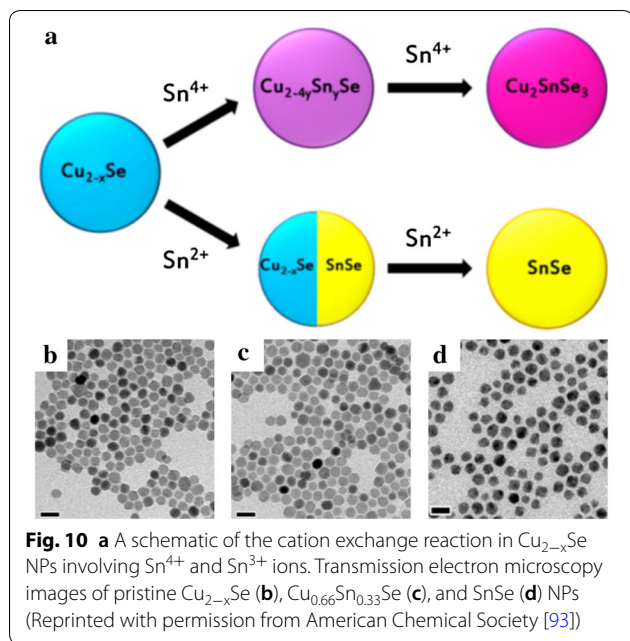 a
Sn⁴⁺ Sn⁴⁺
Cu₂₋₄ySnySe Cu₂SnSe₃
Cu₂₋ₓSe
Sn²⁺ Sn²⁺
Cu₂₋ₓSe SnSe SnSe
b c d
Fig. 10 a A schematic of the cation exchange reaction in Cu₂₋ₓSe
NPs involving Sn⁴⁺ and Sn³⁺ ions. Transmission electron microscopy
images of pristine Cu₂₋ₓSe (b), Cu₀.₆₆Sn₀.₃₃Se (c), and SnSe (d) NPs
(Reprinted with permission from American Chemical Society [93])